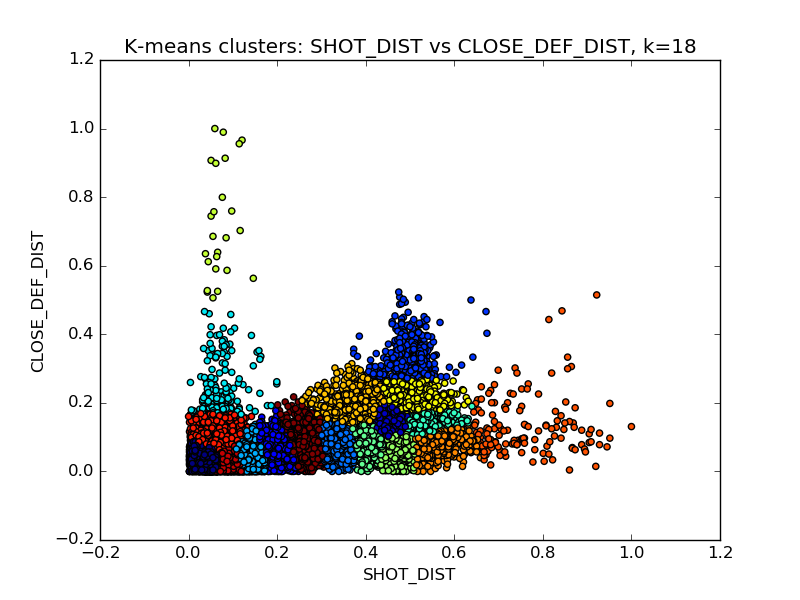 K-means clusters: SHOT_DIST vs CLOSE_DEF_DIST, k=18
1.2
1.0
0.8
0.6
0.4
0.2
0.0
−0.2
CLOSE_DEF_DIST
−0.2 0.0 0.2 0.4 0.6 0.8 1.0 1.2
SHOT_DIST